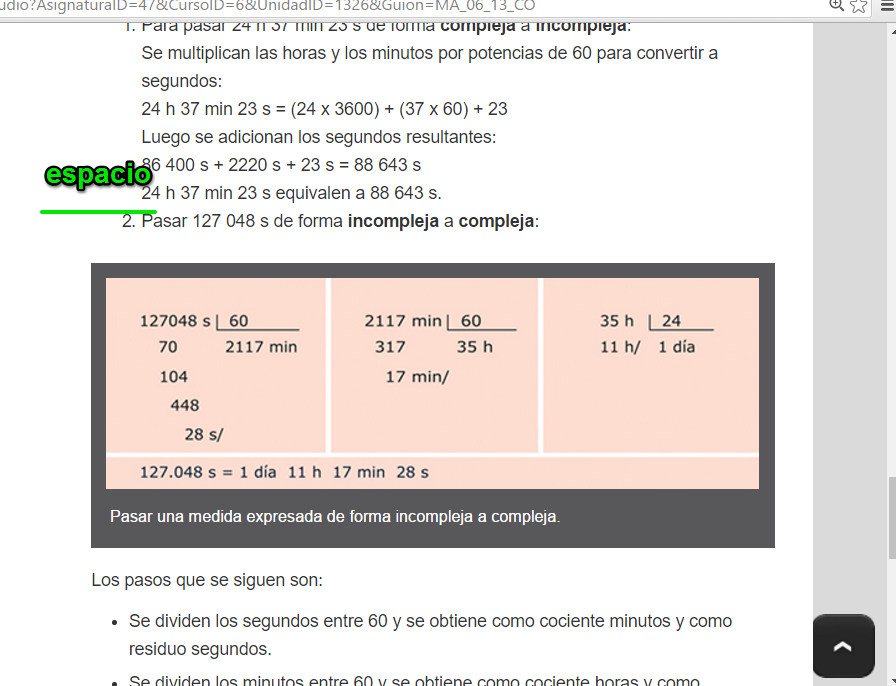 udio?AsignaturaID=47&CursoID=6&UnidadID=1326&Guion=MA_06_13_CO
1. Para pasar 24 h 37 min 23 s de forma compleja a incompleja:
Se multiplican las horas y los minutos por potencias de 60 para convertir a
segundos:
24 h 37 min 23 s = (24 x 3600) + (37 x 60) + 23
Luego se adicionan los segundos resultantes:
espacio
86 400 s + 2220 s + 23 s = 88 643 s
24 h 37 min 23 s equivalen a 88 643 s.
2. Pasar 127 048 s de forma incompleja a compleja:
127048 s 60
70 2117 min
104
448
28 s/
2117 min 60
317 35 h
17 min/
35 h 24
11 h/ 1 día
127.048 s = 1 día 11 h 17 min 28 s
Pasar una medida expresada de forma incompleja a compleja.
Los pasos que se siguen son:
• Se dividen los segundos entre 60 y se obtiene como cociente minutos y como
residuo segundos.
• Se dividen los minutos entre 60 y se obtiene como cociente horas y como